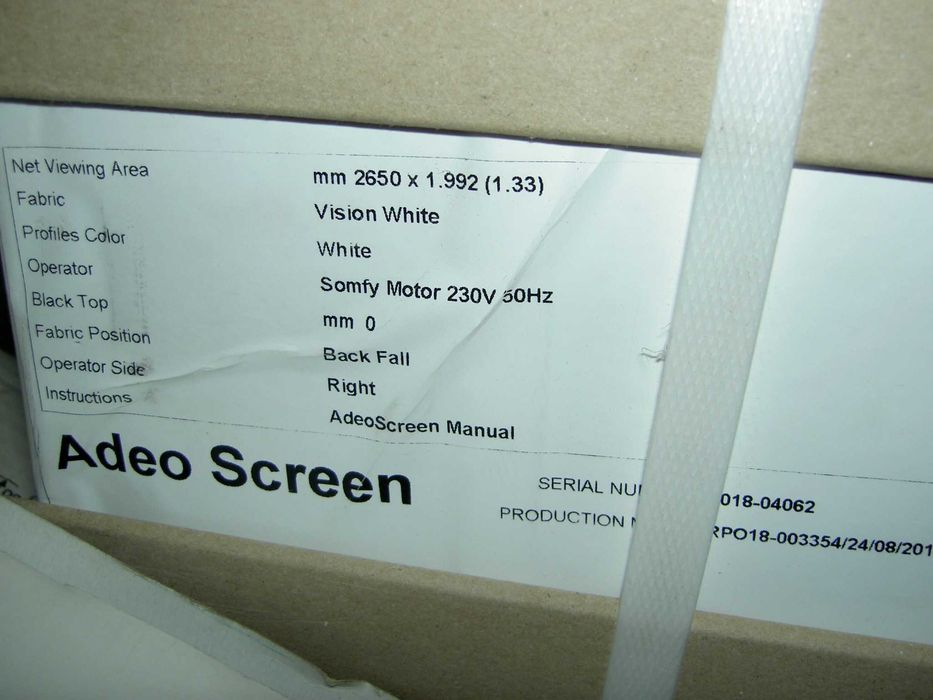 Net Viewing Area mm 2650 x 1.992 (1.33)
Fabric Vision White
Profiles Color White
Operator Somfy Motor 230V 50Hz
Black Top mm 0
Fabric Position Back Fall
Operator Side Right
Instructions AdeoScreen Manual
Adeo Screen
SERIAL NU 018-04062
PRODUCTION RPO18-003354/24/08/201